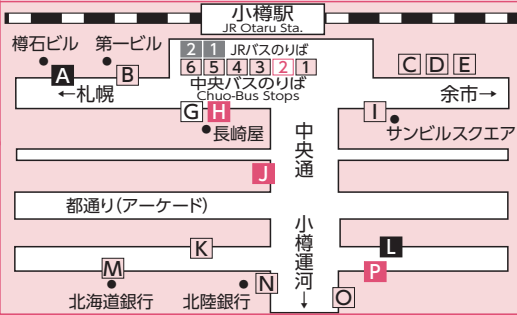 小樽駅
JR Otaru Sta.
樽石ビル
第一ビル
2 1 JRバスのりば
6 5 4 3 2 1
中央バスのりば
Chuo-Bus Stops
A
B
C D E
←札幌
余市→
G H
I
長崎屋
サンビルスクエア
中央通
J
都通り(アーケード)
小樽運河→
K
L
M
P
北海道銀行
北陸銀行
N
O